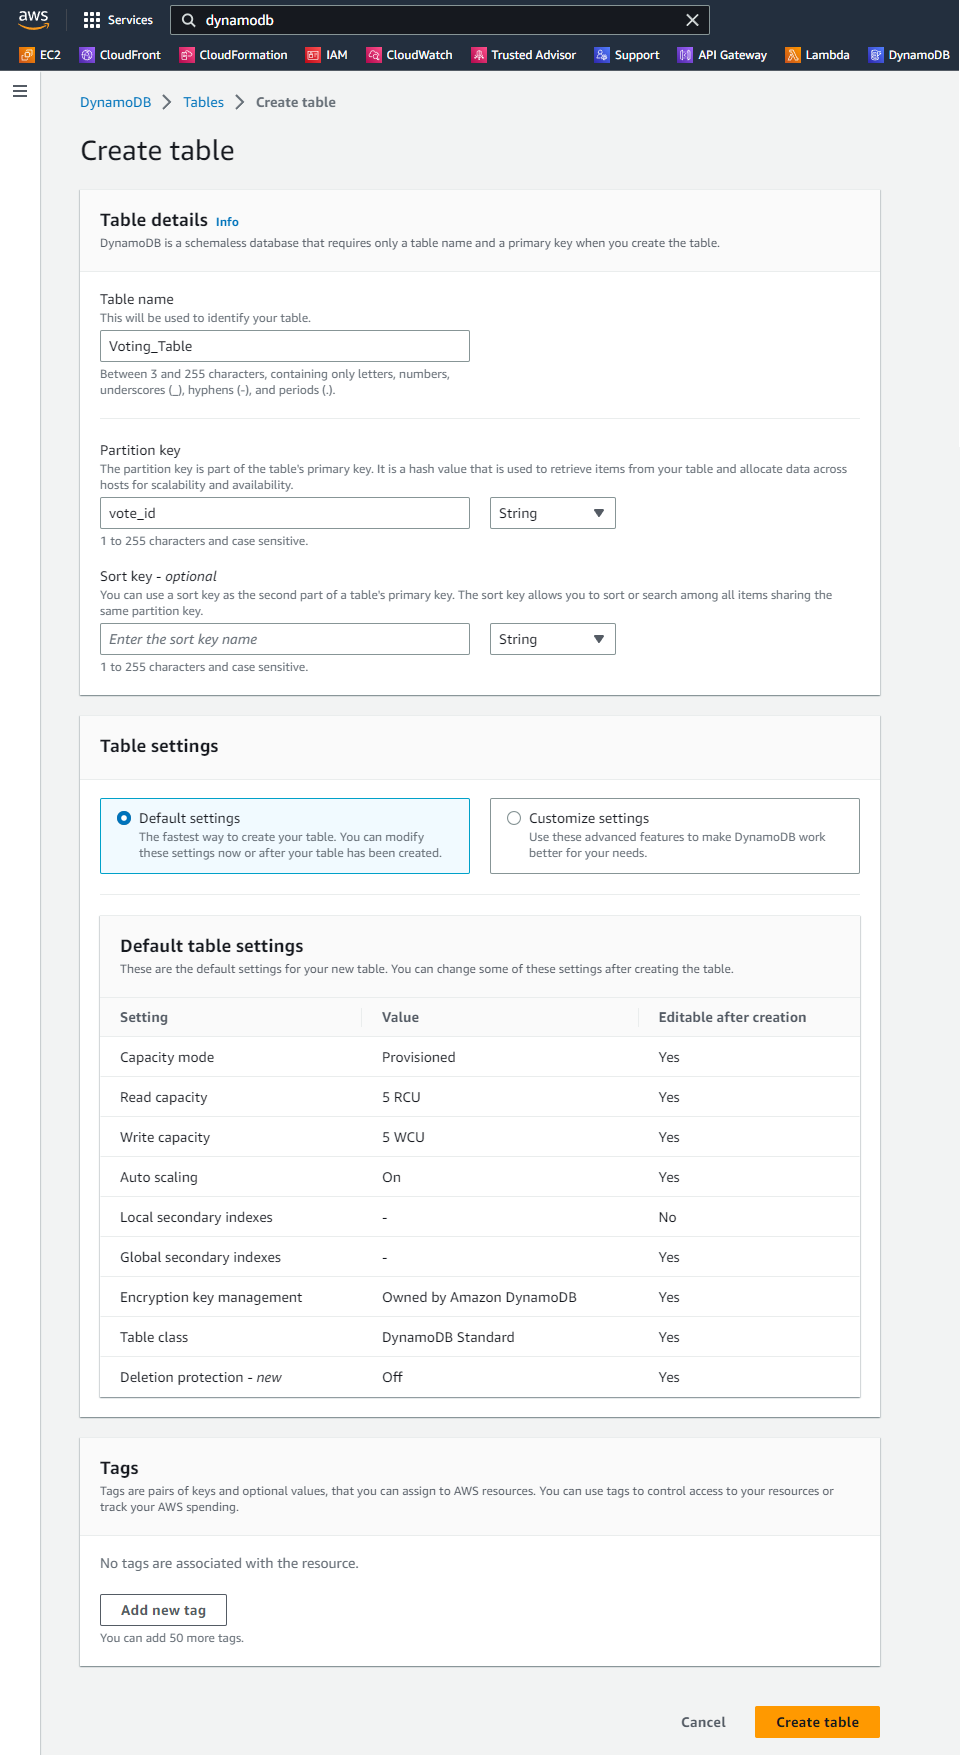 aws
Services
dynamodb
EC2
CloudFront
CloudFormation
IAM
CloudWatch
Trusted Advisor
Support
API Gateway
Lambda
DynamoDB
DynamoDB > Tables > Create table
Create table
Table details Info
DynamoDB is a schemaless database that requires only a table name and a primary key when you create the table.
Table name
This will be used to identify your table.
Voting_Table
Between 3 and 255 characters, containing only letters, numbers,
underscores (_), hyphens (-), and periods (.).
Partition key
The partition key is part of the table's primary key. It is a hash value that is used to retrieve items from your table and allocate data across
hosts for scalability and availability.
vote_id
String
1 to 255 characters and case sensitive.
Sort key - optional
You can use a sort key as the second part of a table's primary key. The sort key allows you to sort or search among all items sharing the
same partition key.
Enter the sort key name
String
1 to 255 characters and case sensitive.
Table settings
Default settings
The fastest way to create your table. You can modify
these settings now or after your table has been created.
Customize settings
Use these advanced features to make DynamoDB work
better for your needs.
Default table settings
These are the default settings for your new table. You can change some of these settings after creating the table.
Setting Value Editable after creation
Capacity mode Provisioned Yes
Read capacity 5 RCU Yes
Write capacity 5 WCU Yes
Auto scaling On Yes
Local secondary indexes - No
Global secondary indexes - Yes
Encryption key management Owned by Amazon DynamoDB Yes
Table class DynamoDB Standard Yes
Deletion protection - new Off Yes
Tags
Tags are pairs of keys and optional values, that you can assign to AWS resources. You can use tags to control access to your resources or
track your AWS spending.
No tags are associated with the resource.
Add new tag
You can add 50 more tags.
Cancel
Create table